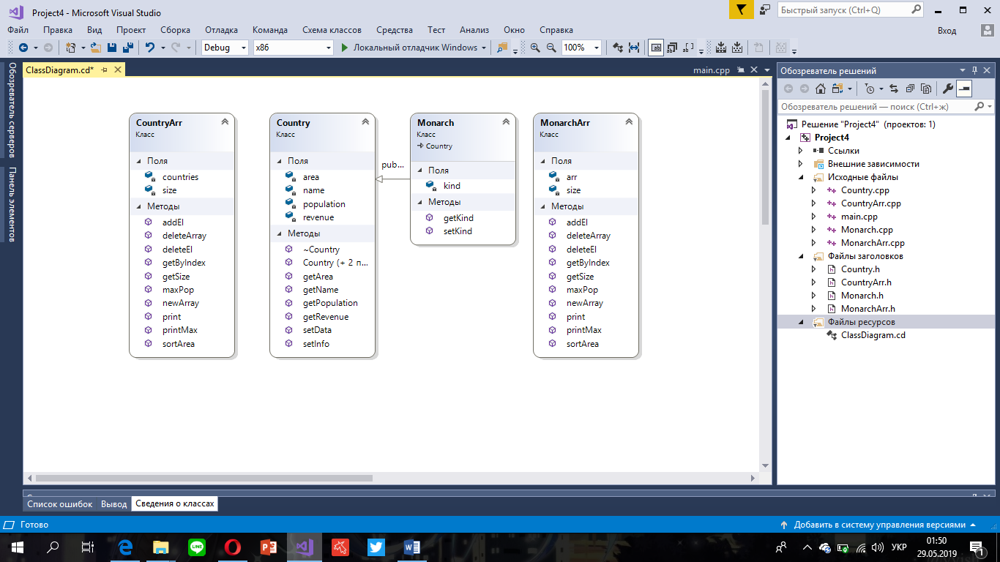 Project4 - Microsoft Visual Studio
Быстрый запуск (Ctrl+Q)
Файл Правка Вид Проект Сборка Отладка Команда Схема классов Средства Тест Анализ Окно Справка
Вход
Debug x86 Локальный отладчик Windows 100%
Обозреватель серверов
Панель элементов
ClassDiagram.cd*
main.cpp
CountryArr
Класс
Поля
countries
size
Методы
addEl
deleteArray
deleteEl
getByIndex
getSize
maxPop
newArray
print
printMax
sortArea
Country
Класс
Поля
area
name
population
revenue
Методы
~Country
Country (+ 2 п...
getArea
getName
getPopulation
getRevenue
setData
setInfo
pub...
Monarch
Класс
Country
Поля
kind
Методы
getKind
setKind
MonarchArr
Класс
Поля
arr
size
Методы
addEl
deleteArray
deleteEl
getByIndex
getSize
maxPop
newArray
print
printMax
sortArea
Обозреватель решений
Обозреватель решений — поиск (Ctrl+ж)
Решение "Project4" (проектов: 1)
Project4
Ссылки
Внешние зависимости
Исходные файлы
Country.cpp
CountryArr.cpp
main.cpp
Monarch.cpp
MonarchArr.cpp
Файлы заголовков
Country.h
CountryArr.h
Monarch.h
MonarchArr.h
Файлы ресурсов
ClassDiagram.cd
Список ошибок Вывод Сведения о классах
Готово
Добавить в систему управления версиями
LINE
УКР
01:50
29.05.2019
1